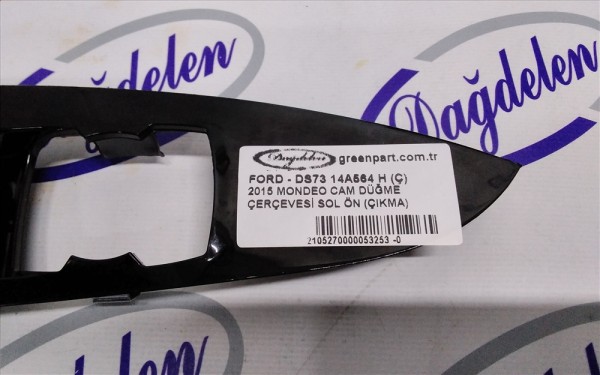 Dağdelen
Dağdelen
Dağdelen greenpart.com.tr
FORD - DS73 14A564 H (Ç)
2015 MONDEO CAM DÜĞME
ÇERÇEVESİ SOL ÖN (ÇIKMA)
2105270000053253 -0
Dağdelen